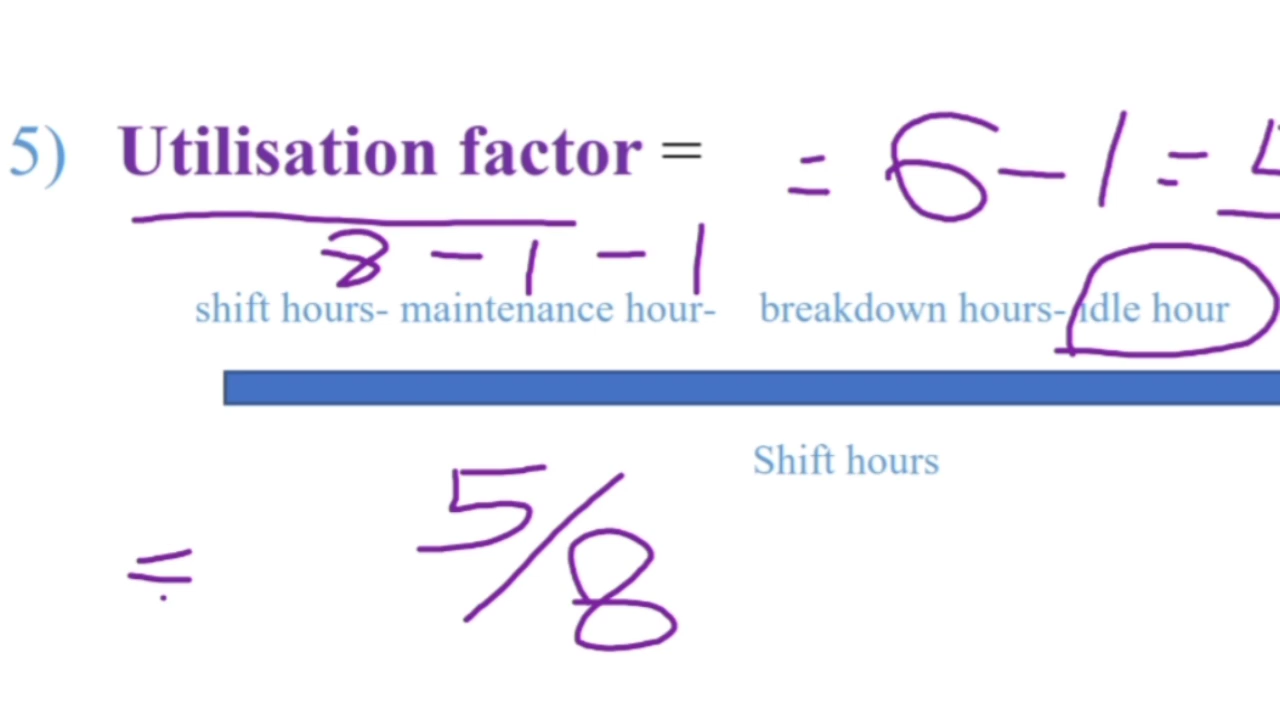 5) Utilisation factor = = 6 - 1 =
8 - 1 - 1
shift hours- maintenance hour- breakdown hours- idle hour
Shift hours
= 5/8